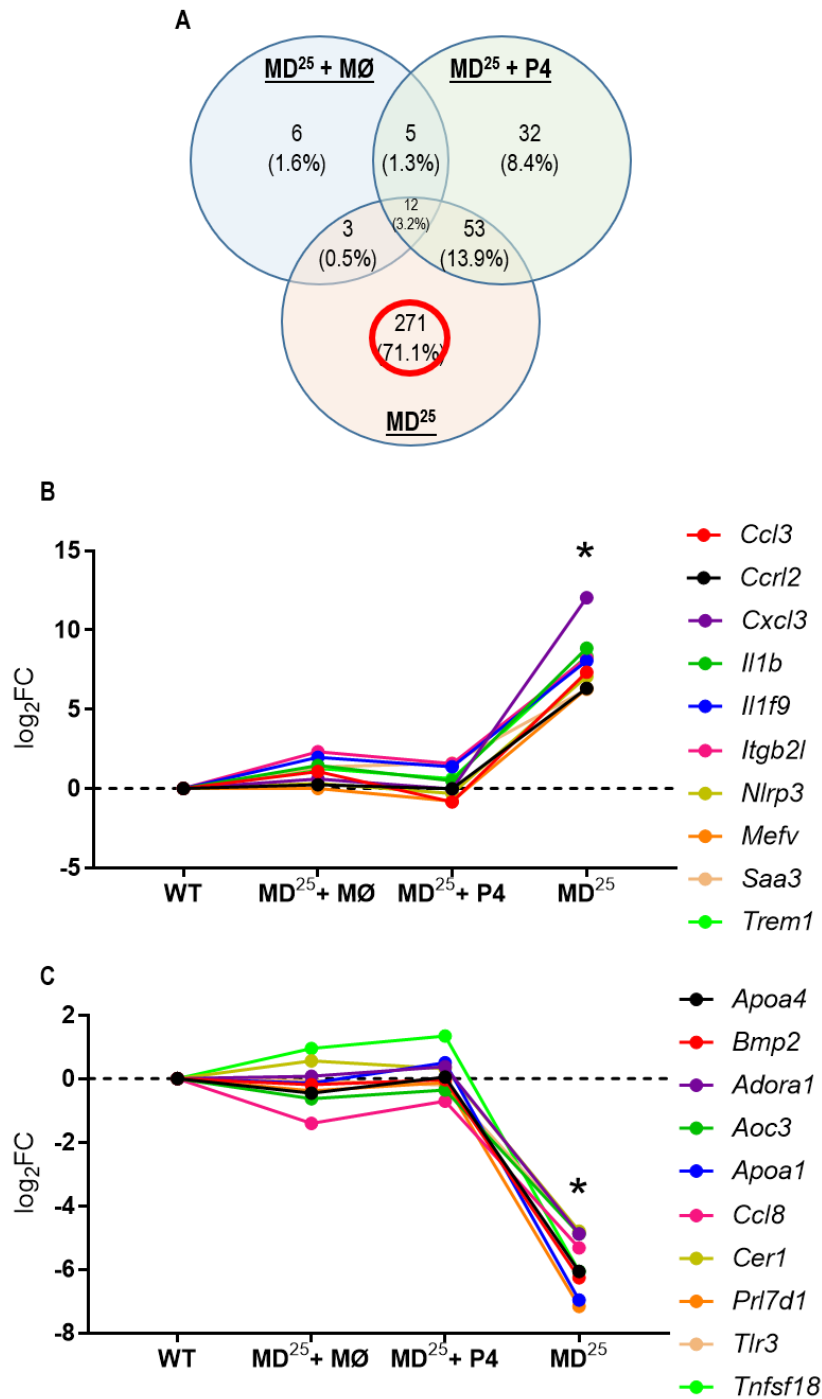 A
MD²⁵ + MØ
MD²⁵ + P4
6
(1.6%)
5
(1.3%)
32
(8.4%)
12
(3.2%)
3
(0.5%)
53
(13.9%)
271
(71.1%)
MD²⁵
B
log₂FC
15
10
5
0
-5
*
WT
MD²⁵+ MØ
MD²⁵+ P4
MD²⁵
Ccl3
Ccrl2
Cxcl3
Il1b
Il1f9
Itgb2l
Nlrp3
Mefv
Saa3
Trem1
C
log₂FC
2
0
-2
-4
-6
-8
*
WT
MD²⁵+ MØ
MD²⁵+ P4
MD²⁵
Apoa4
Bmp2
Adora1
Aoc3
Apoa1
Ccl8
Cer1
Prl7d1
Tlr3
Tnfsf18